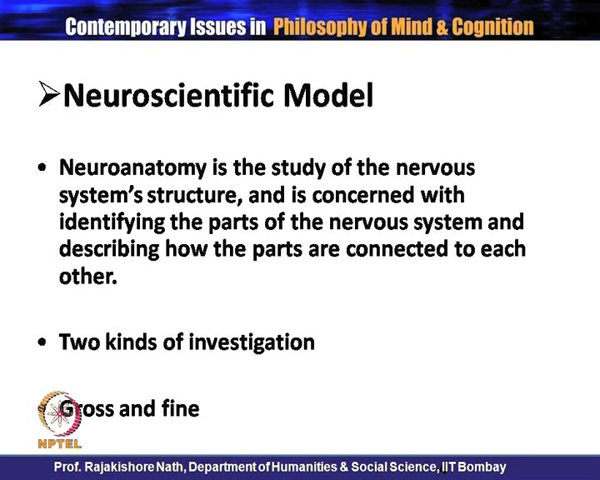 Contemporary Issues in Philosophy of Mind & Cognition
➢Neuroscientific Model
• Neuroanatomy is the study of the nervous
system's structure, and is concerned with
identifying the parts of the nervous system and
describing how the parts are connected to each
other.
• Two kinds of investigation
• Gross and fine
NPTEL
Prof. Rajakishore Nath, Department of Humanities & Social Science, IIT Bombay